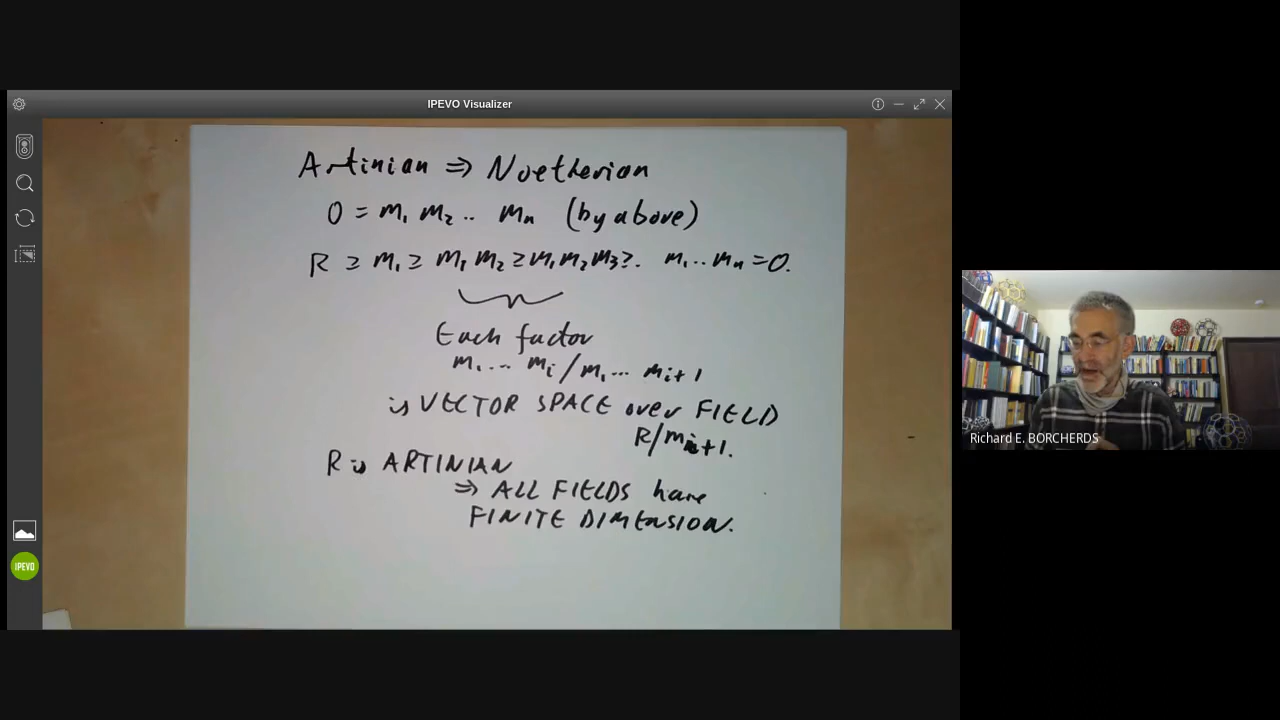 IPEVO Visualizer
Artinian ⇒ Noetherian
0 = m₁ m₂ .. mₙ (by above)
R ≥ m₁ ≥ m₁ m₂ ≥ m₁ m₂ m₃ ≥. m₁ .. mₙ = 0.
Each factor
m₁ ... mᵢ / m₁ ... mᵢ₊₁
is VECTOR SPACE over FIELD
R/mᵢ₊₁.
R is ARTINIAN
⇒ ALL FIELDS have
FINITE DIMENSION.
IPEVO
Richard E. BORCHERDS